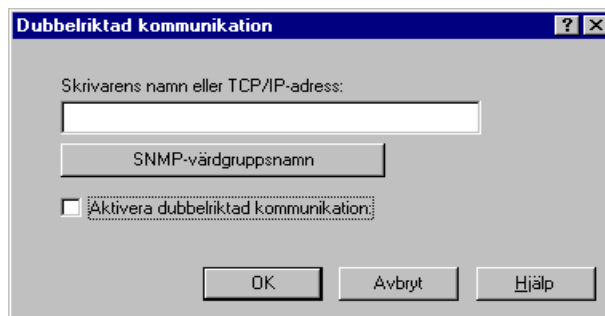 Dubbelriktad kommunikation
Skrivarens namn eller TCP/IP-adress:
SNMP-värdgruppsnamn
Aktivera dubbelriktad kommunikation:
OK Avbryt Hjälp